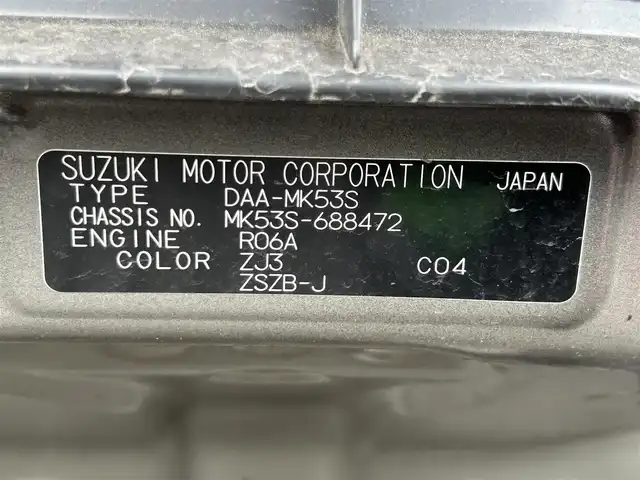 SUZUKI MOTOR CORPORATION JAPAN
TYPE DAA-MK53S
CHASSIS NO. MK53S-688472
ENGINE R06A
COLOR ZJ3 C04
ZSZB-J